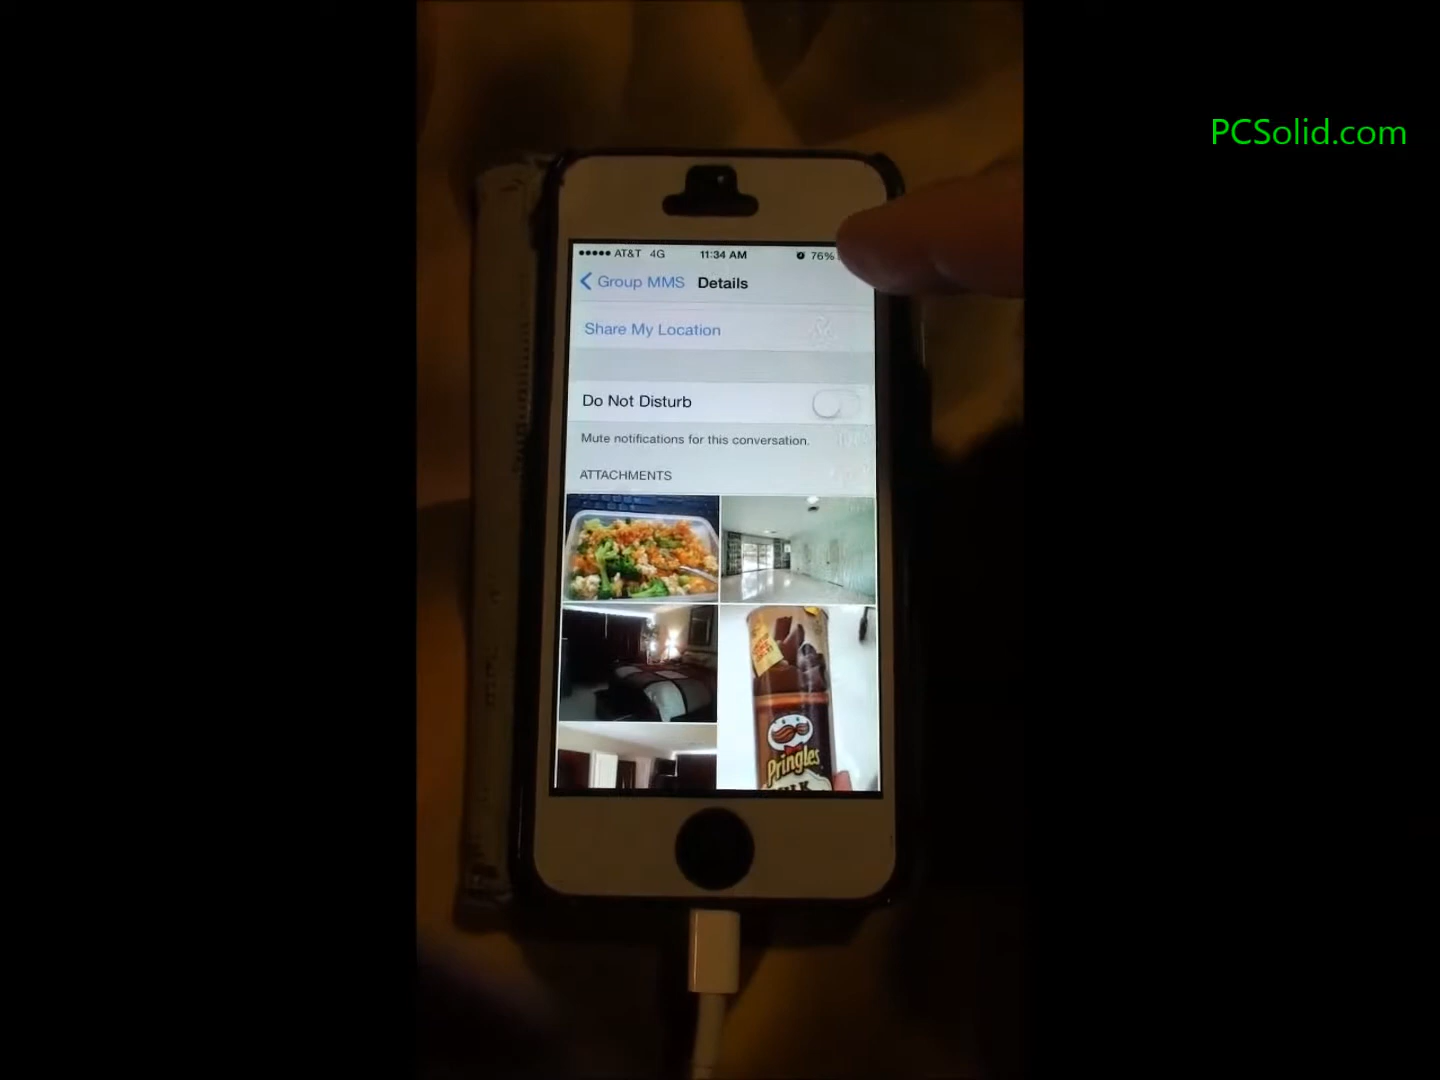 PCSolid.com
AT&T 4G 11:34 AM 76%
Group MMS Details
Share My Location
Do Not Disturb
Mute notifications for this conversation.
ATTACHMENTS
Pringles